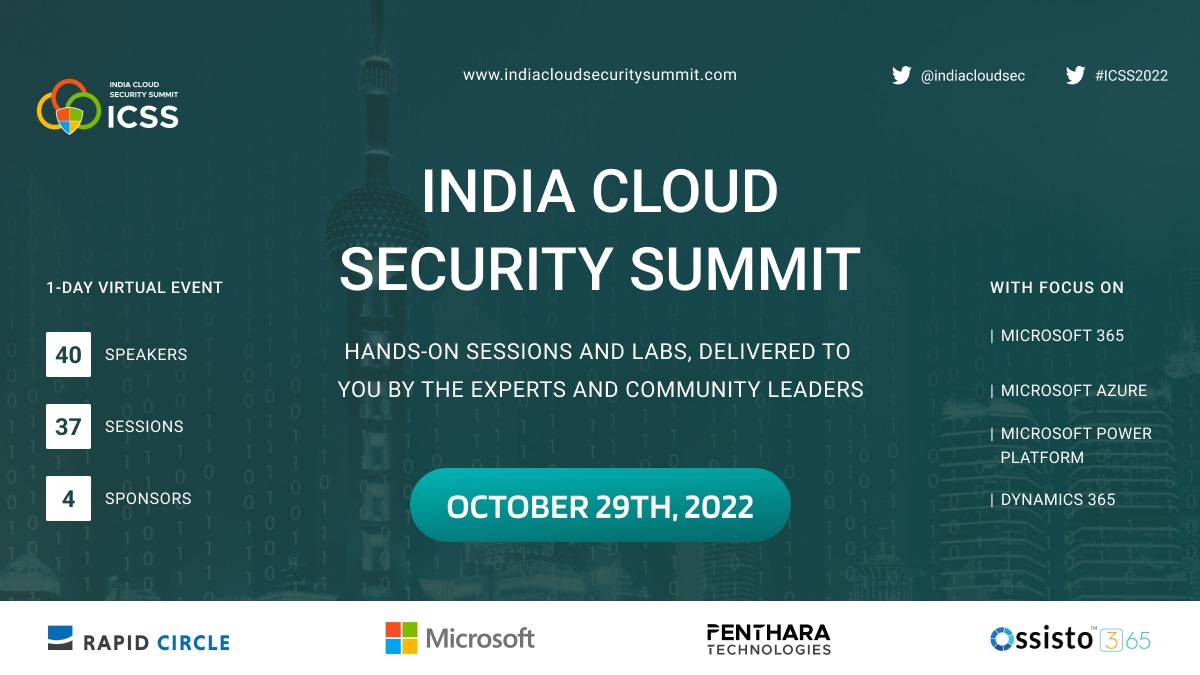 INDIA CLOUD
SECURITY SUMMIT
ICSS
www.indiacloudsecuritysummit.com
@indiacloudsec
#ICSS2022
INDIA CLOUD
SECURITY SUMMIT
HANDS-ON SESSIONS AND LABS, DELIVERED TO
YOU BY THE EXPERTS AND COMMUNITY LEADERS
OCTOBER 29TH, 2022
1-DAY VIRTUAL EVENT
40 SPEAKERS
37 SESSIONS
4 SPONSORS
WITH FOCUS ON
| MICROSOFT 365
| MICROSOFT AZURE
| MICROSOFT POWER
PLATFORM
| DYNAMICS 365
RAPID CIRCLE
Microsoft
PENTHARA
TECHNOLOGIES
Ossisto™ 365